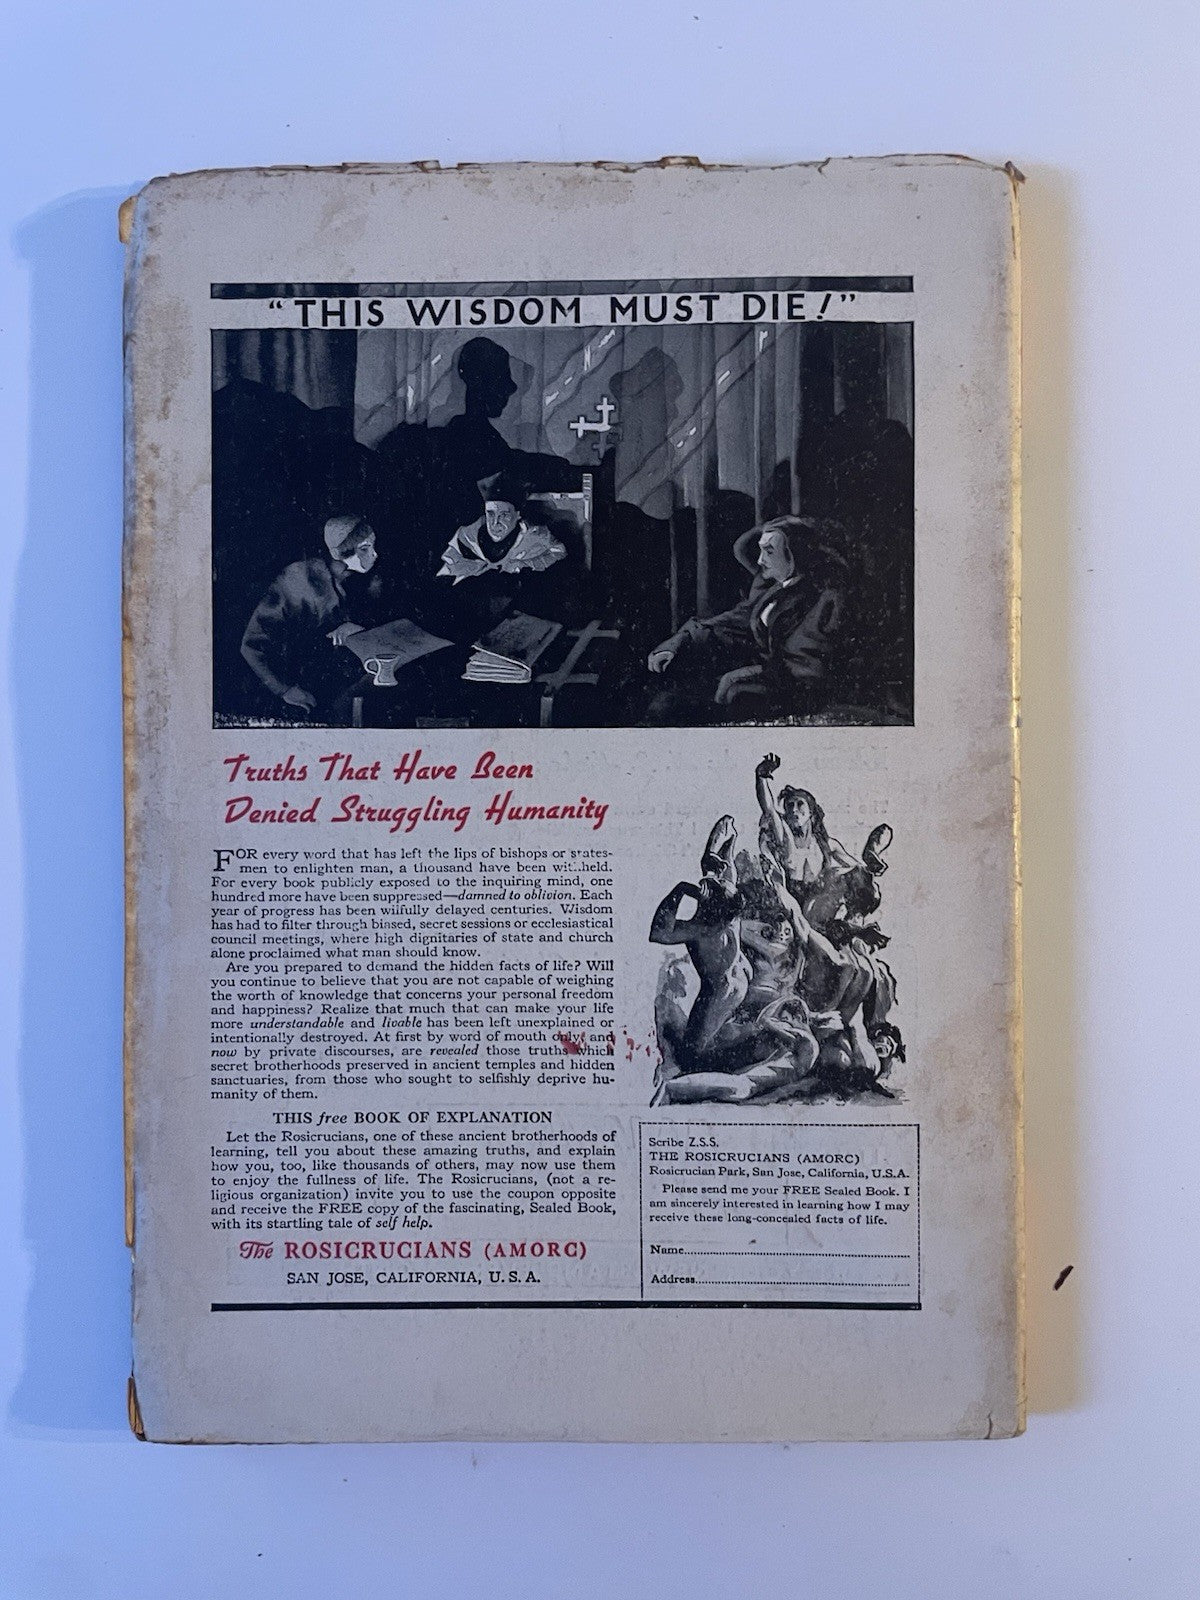 "THIS WISDOM MUST DIE!"
Truths That Have Been
Denied Struggling Humanity
FOR every word that has left the lips of bishops or states-
men to enlighten man, a thousand have been withheld.
For every book publicly exposed to the inquiring mind, one
hundred more have been suppressed—damned to oblivion. Each
year of progress has been wilfully delayed centuries. Wisdom
has had to filter through biased, secret sessions or ecclesiastical
council meetings, where high dignitaries of state and church
alone proclaimed what man should know.
Are you prepared to demand the hidden facts of life? Will
you continue to believe that you are not capable of weighing
the worth of knowledge that concerns your personal freedom
and happiness? Realize that much that can make your life
more understandable and livable has been left unexplained or
intentionally destroyed. At first by word of mouth only, and
now by private discourses, are revealed those truths which
secret brotherhoods preserved in ancient temples and hidden
sanctuaries, from those who sought to selfishly deprive hu-
manity of them.
THIS free BOOK OF EXPLANATION
Let the Rosicrucians, one of these ancient brotherhoods of
learning, tell you about these amazing truths, and explain
how you, too, like thousands of others, may now use them
to enjoy the fullness of life. The Rosicrucians, (not a re-
ligious organization) invite you to use the coupon opposite
and receive the FREE copy of the fascinating, Sealed Book,
with its startling tale of self help.
The ROSICRUCIANS (AMORC)
SAN JOSE, CALIFORNIA, U. S. A.
Scribe Z.S.S.
THE ROSICRUCIANS (AMORC)
Rosicrucian Park, San Jose, California, U.S.A.
Please send me your FREE Sealed Book. I
am sincerely interested in learning how I may
receive these long-concealed facts of life.
Name
Address